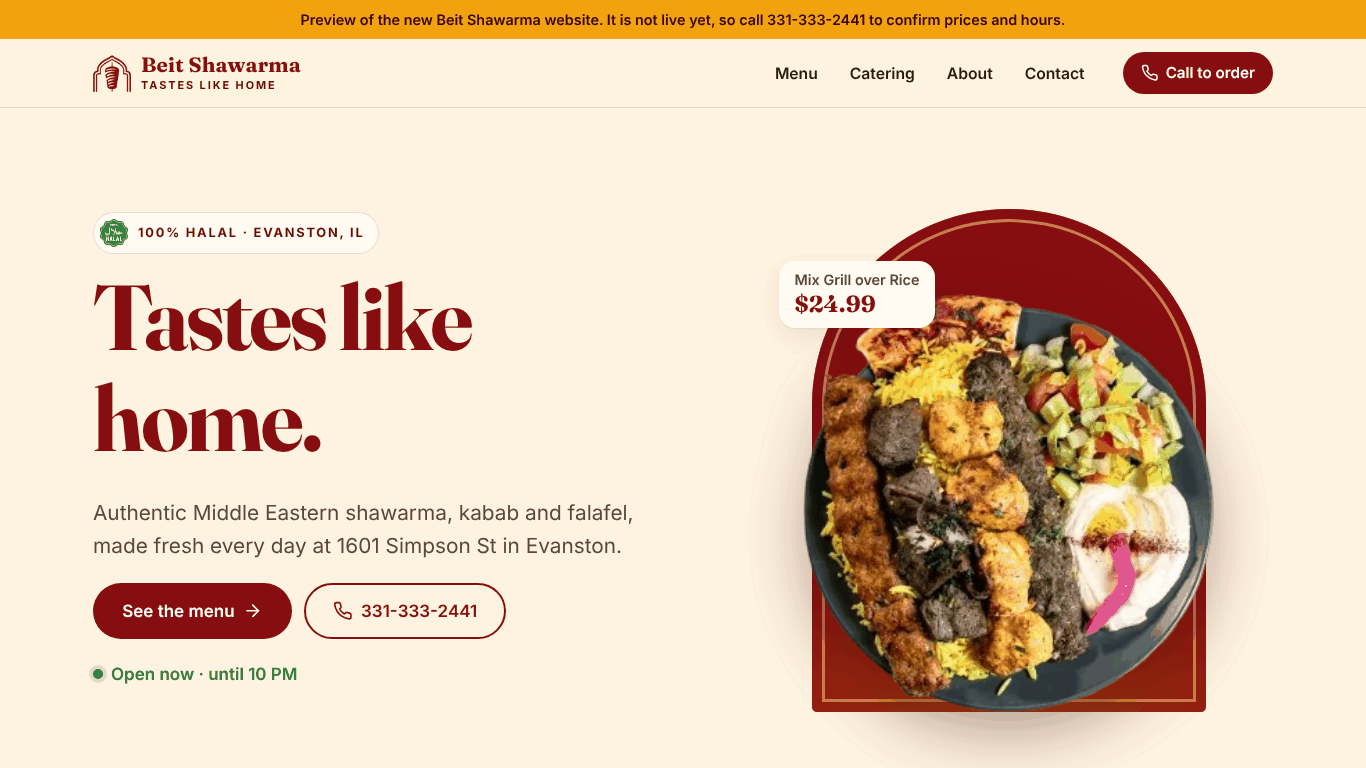 Preview of the new Beit Shawarma website. It is not live yet, so call 331-333-2441 to confirm prices and hours.
Beit Shawarma
TASTES LIKE HOME
Menu
Catering
About
Contact
Call to order
HALAL
100% HALAL · EVANSTON, IL
Tastes like
home.
Authentic Middle Eastern shawarma, kabab and falafel,
made fresh every day at 1601 Simpson St in Evanston.
See the menu →
331-333-2441
Open now · until 10 PM
Mix Grill over Rice
$24.99